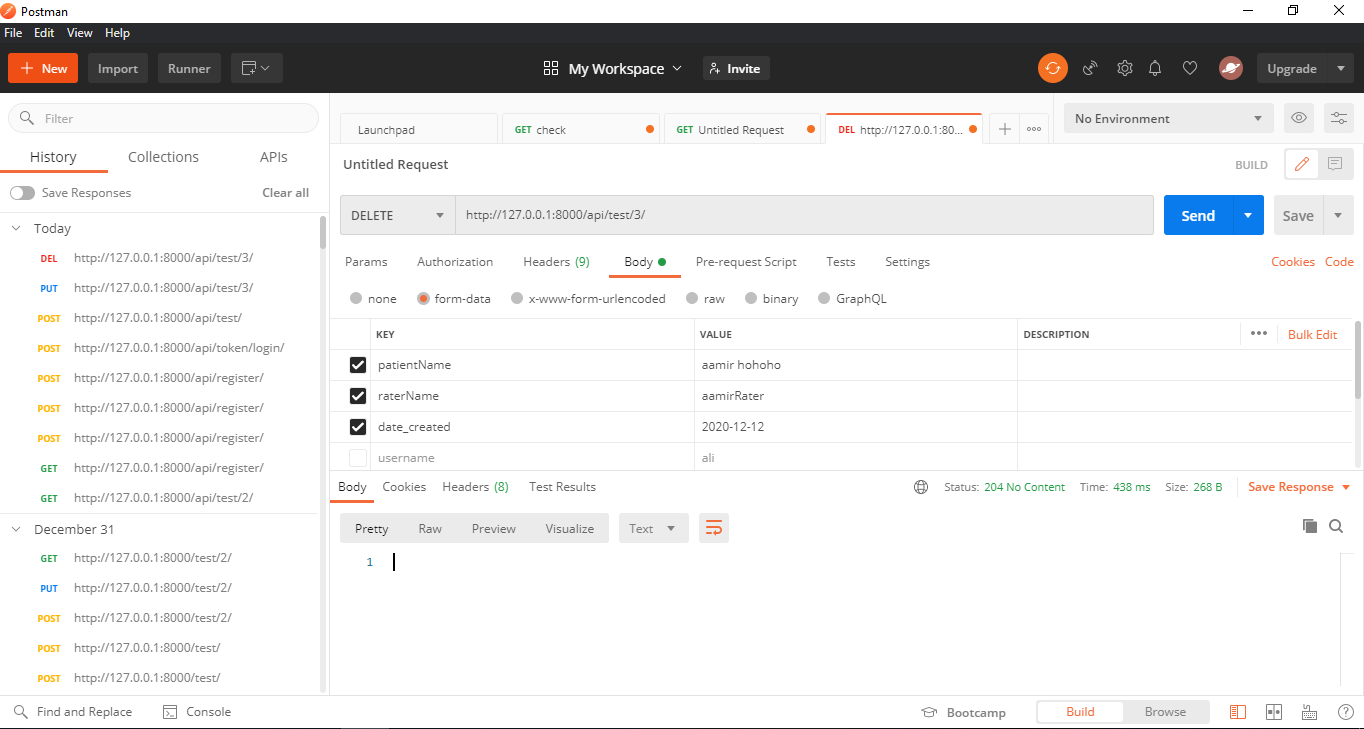 Postman
File Edit View Help
New Import Runner My Workspace Invite Upgrade
Filter
History Collections APIs
Save Responses Clear all
Today
DEL http://127.0.0.1:8000/api/test/3/
PUT http://127.0.0.1:8000/api/test/3/
POST http://127.0.0.1:8000/api/test/
POST http://127.0.0.1:8000/api/token/login/
POST http://127.0.0.1:8000/api/register/
POST http://127.0.0.1:8000/api/register/
POST http://127.0.0.1:8000/api/register/
GET http://127.0.0.1:8000/api/register/
GET http://127.0.0.1:8000/api/test/2/
December 31
GET http://127.0.0.1:8000/test/2/
PUT http://127.0.0.1:8000/test/2/
POST http://127.0.0.1:8000/test/2/
POST http://127.0.0.1:8000/test/
POST http://127.0.0.1:8000/test/
Launchpad GET check GET Untitled Request DEL http://127.0.0.1:80... No Environment
Untitled Request BUILD
DELETE http://127.0.0.1:8000/api/test/3/ Send Save
Params Authorization Headers (9) Body Pre-request Script Tests Settings Cookies Code
none form-data x-www-form-urlencoded raw binary GraphQL
KEY VALUE DESCRIPTION Bulk Edit
patientName aamir hohoho
raterName aamirRater
date_created 2020-12-12
username ali
Body Cookies Headers (8) Test Results Status: 204 No Content Time: 438 ms Size: 268 B Save Response
Pretty Raw Preview Visualize Text
1
Find and Replace Console Bootcamp Build Browse